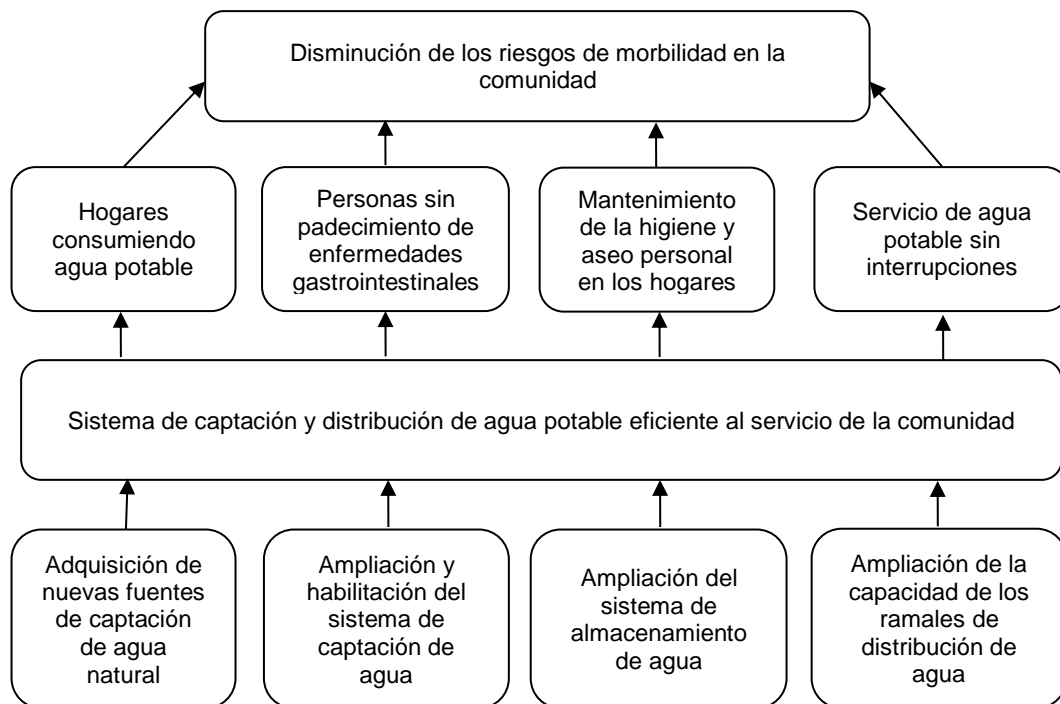 Disminución de los riesgos de morbilidad en la
comunidad
Hogares
consumiendo
agua potable
Personas sin
padecimiento de
enfermedades
gastrointestinales
Mantenimiento
de la higiene y
aseo personal
en los hogares
Servicio de agua
potable sin
interrupciones
Sistema de captación y distribución de agua potable eficiente al servicio de la comunidad
Adquisición de
nuevas fuentes
de captación
de agua
natural
Ampliación y
habilitación del
sistema de
captación de
agua
Ampliación del
sistema de
almacenamiento
de agua
Ampliación de la
capacidad de los
ramales de
distribución de
agua